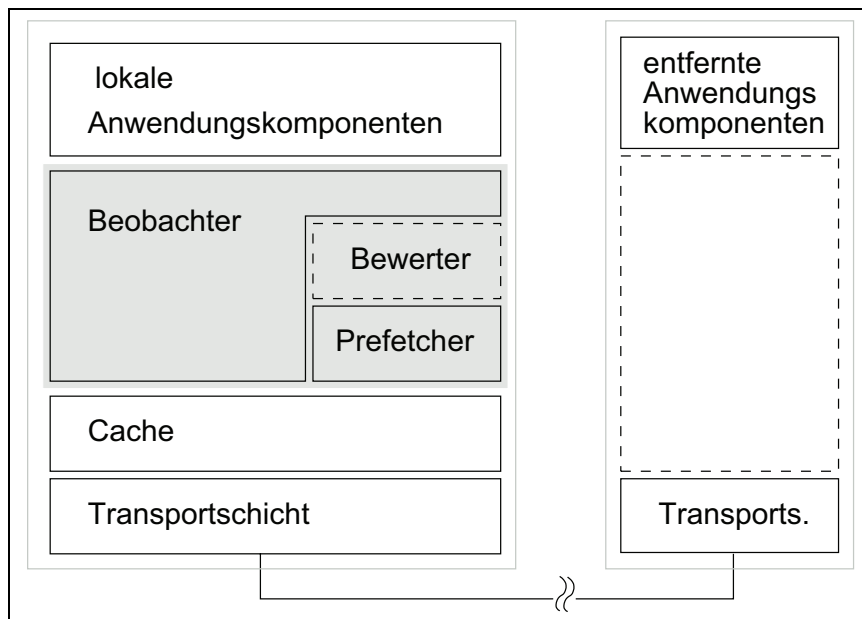 lokale
Anwendungskomponenten
Beobachter
Bewerter
Prefetcher
Cache
Transportschicht
entfernte
Anwendungs
komponenten
Transports.